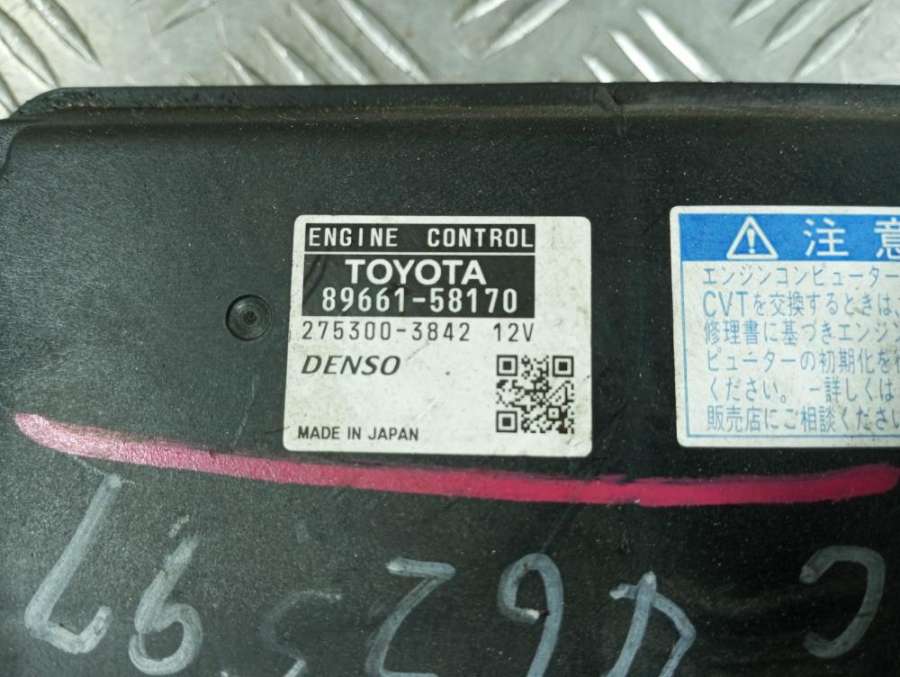 ENGINE CONTROL
TOYOTA
89661-58170
275300-3842 12V
DENSO
MADE IN JAPAN
注意
エンジンコンピューター
CVTを交換するときは、
修理書に基づきエンジン
ピューターの初期化を
ください。 -詳しくは
販売店にご相談ください